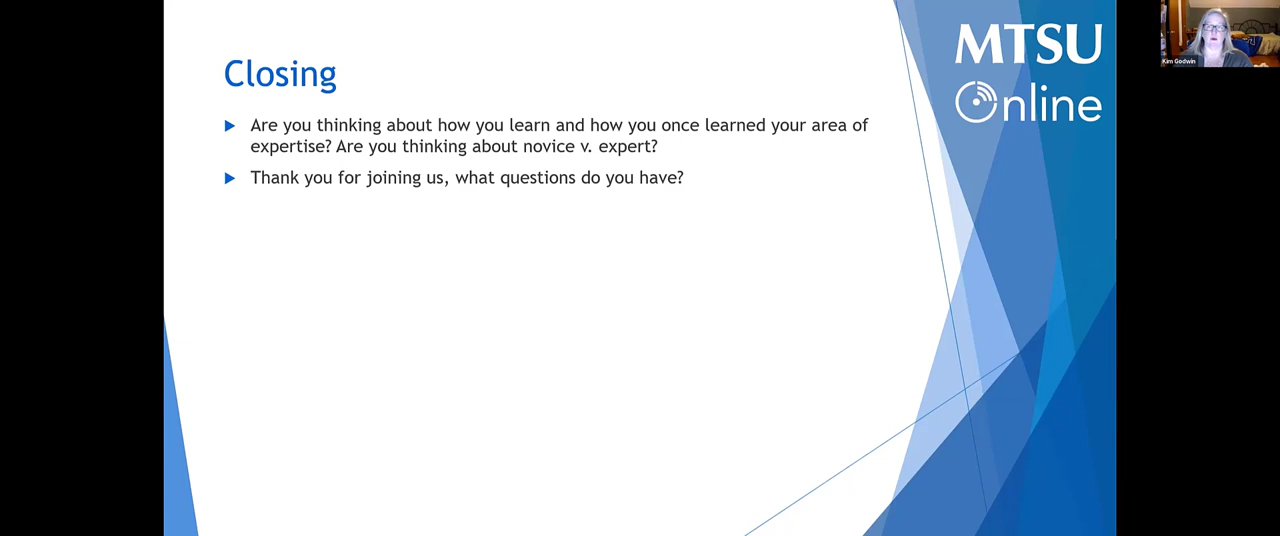 MTSU
Online
Kim Godwin
Closing
Are you thinking about how you learn and how you once learned your area of
expertise? Are you thinking about novice v. expert?
Thank you for joining us, what questions do you have?